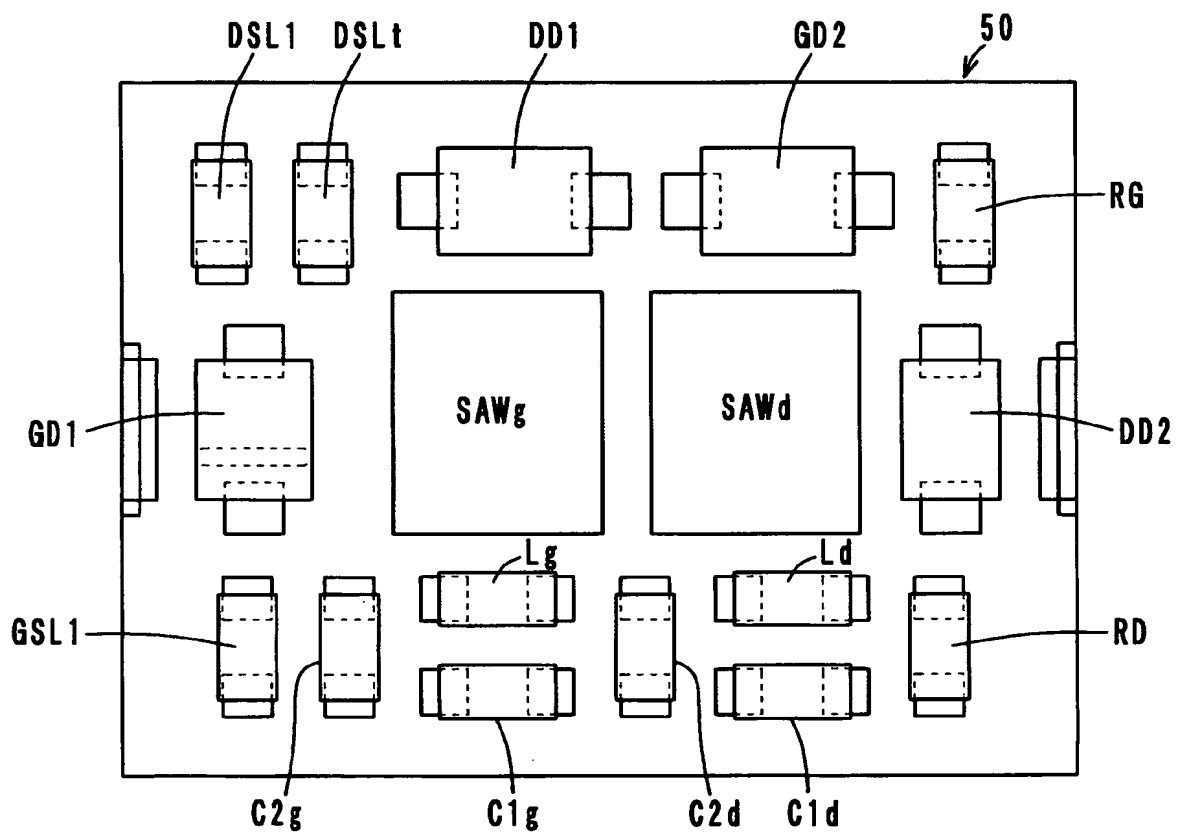 DSL1 DSLt DD1 GD2 50
RG
SAWg SAWd
GD1 DD2
Lg Ld
GSL1 RD
C2g C1g C2d C1d